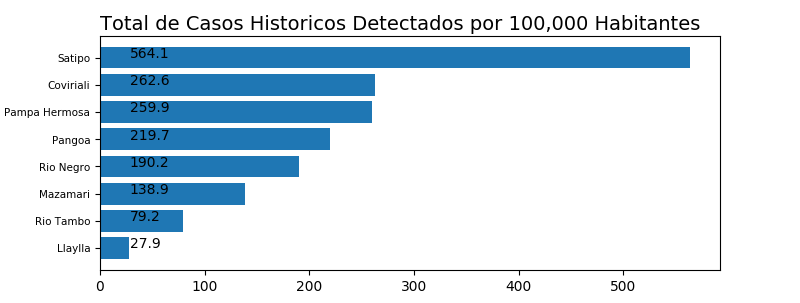 Total de Casos Historicos Detectados por 100,000 Habitantes
Satipo 564.1
Coviriali 262.6
Pampa Hermosa 259.9
Pangoa 219.7
Rio Negro 190.2
Mazamari 138.9
Rio Tambo 79.2
Llaylla 27.9
0 100 200 300 400 500